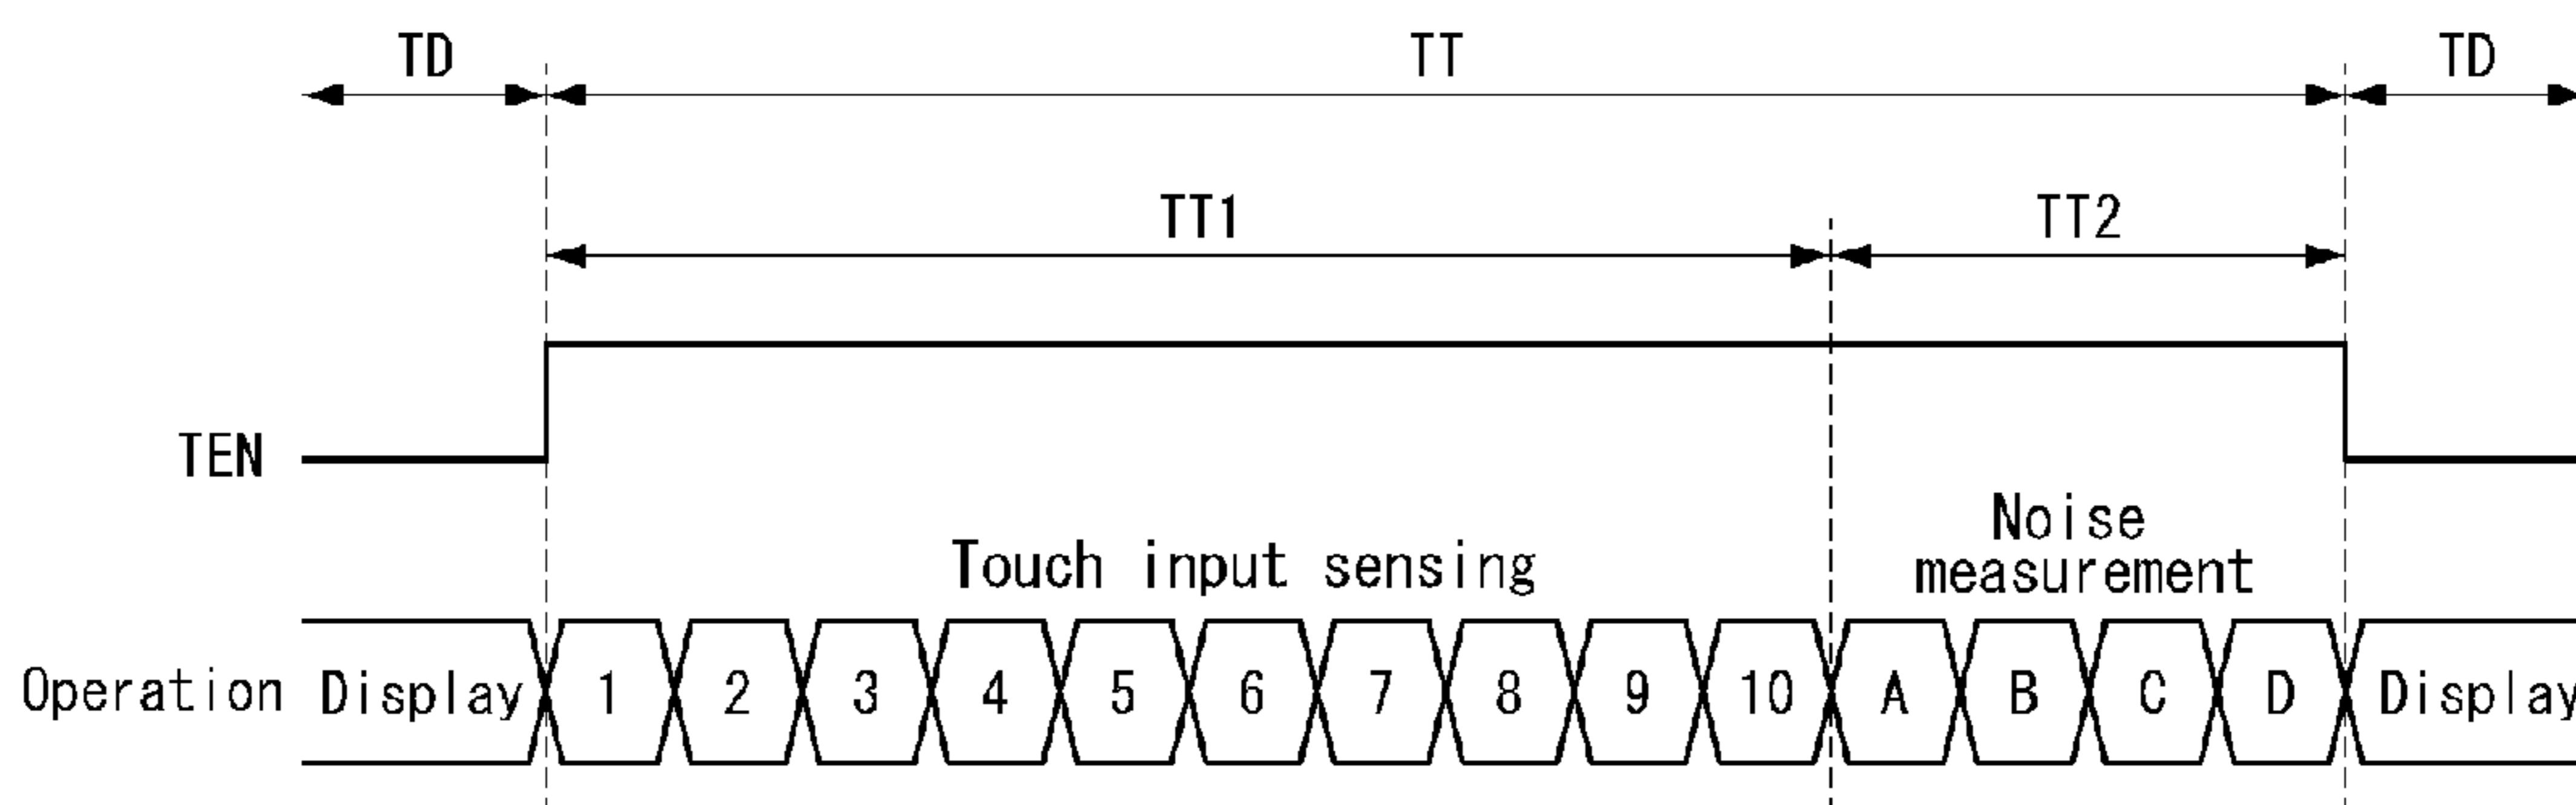 TD TT TD
TT1 TT2
TEN
Noise
Touch input sensing measurement
Operation Display 1 2 3 4 5 6 7 8 9 10 A B C D Display